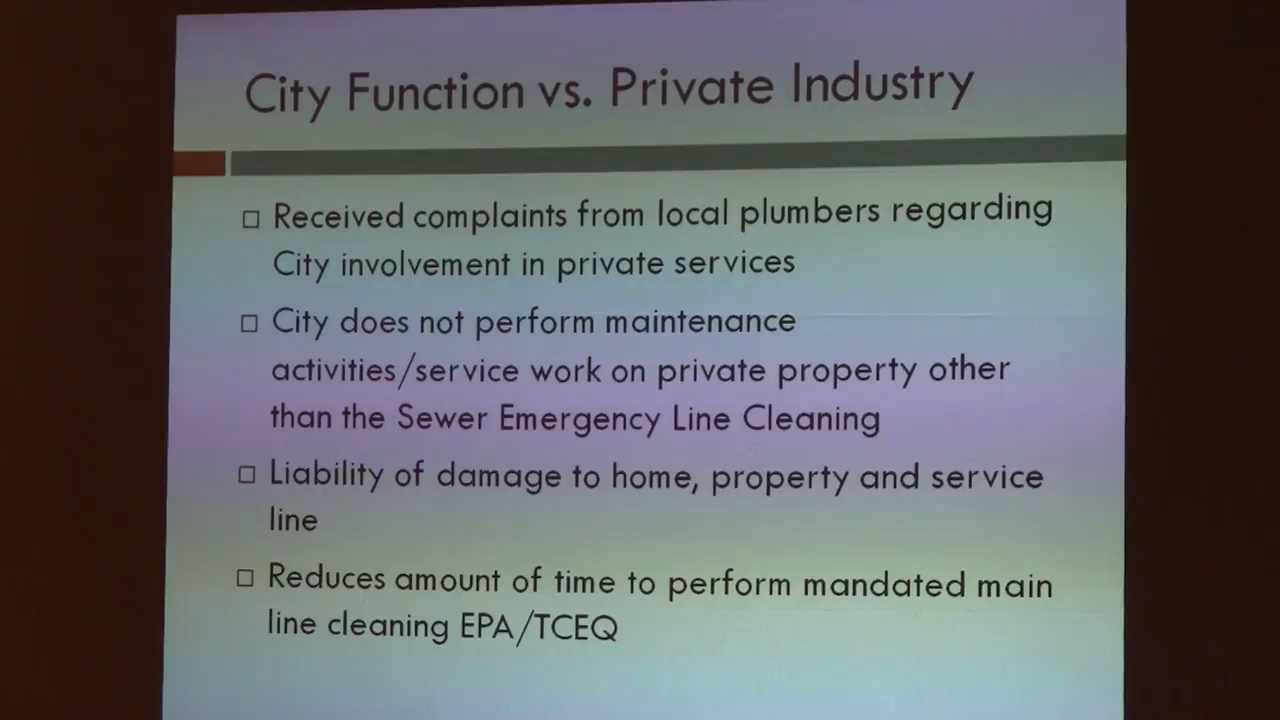 City Function vs. Private Industry
□ Received complaints from local plumbers regarding
City involvement in private services
□ City does not perform maintenance
activities/service work on private property other
than the Sewer Emergency Line Cleaning
□ Liability of damage to home, property and service
line
□ Reduces amount of time to perform mandated main
line cleaning EPA/TCEQ